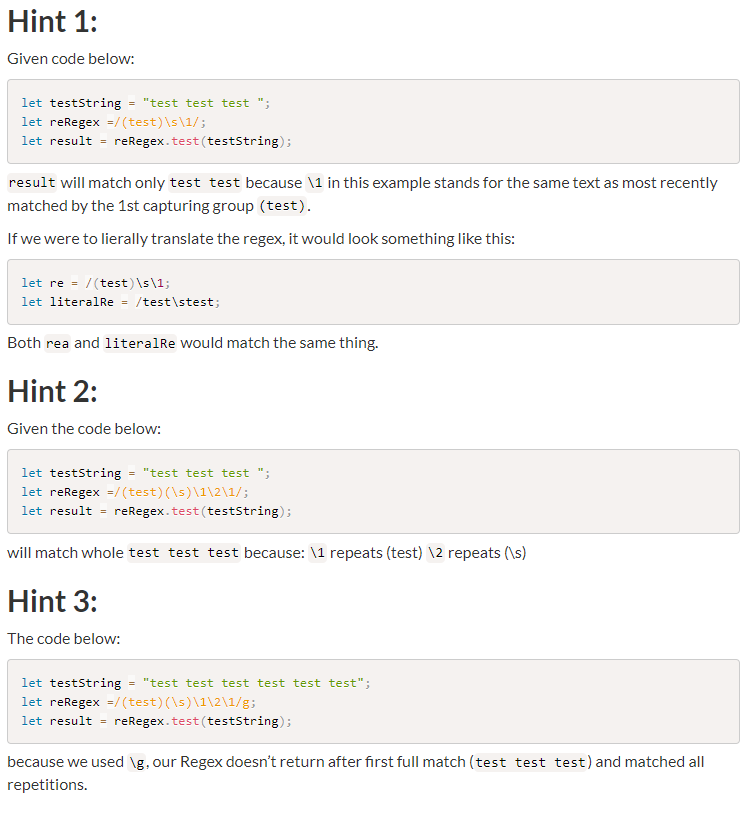 Hint 1:
Given code below:
let testString = "test test test ";
let reRegex =/(test)\s\1/;
let result = reRegex.test(testString);
result will match only test test because \1 in this example stands for the same text as most recently
matched by the 1st capturing group (test).
If we were to lierally translate the regex, it would look something like this:
let re = /(test)\s\1;
let literalRe = /test\stest;
Both rea and literalRe would match the same thing.
Hint 2:
Given the code below:
let testString = "test test test ";
let reRegex =/(test)(\s)\1\2\1/;
let result = reRegex.test(testString);
will match whole test test test because: \1 repeats (test) \2 repeats (\s)
Hint 3:
The code below:
let testString = "test test test test test test";
let reRegex =/(test)(\s)\1\2\1/g;
let result = reRegex.test(testString);
because we used \g, our Regex doesn’t return after first full match (test test test) and matched all
repetitions.